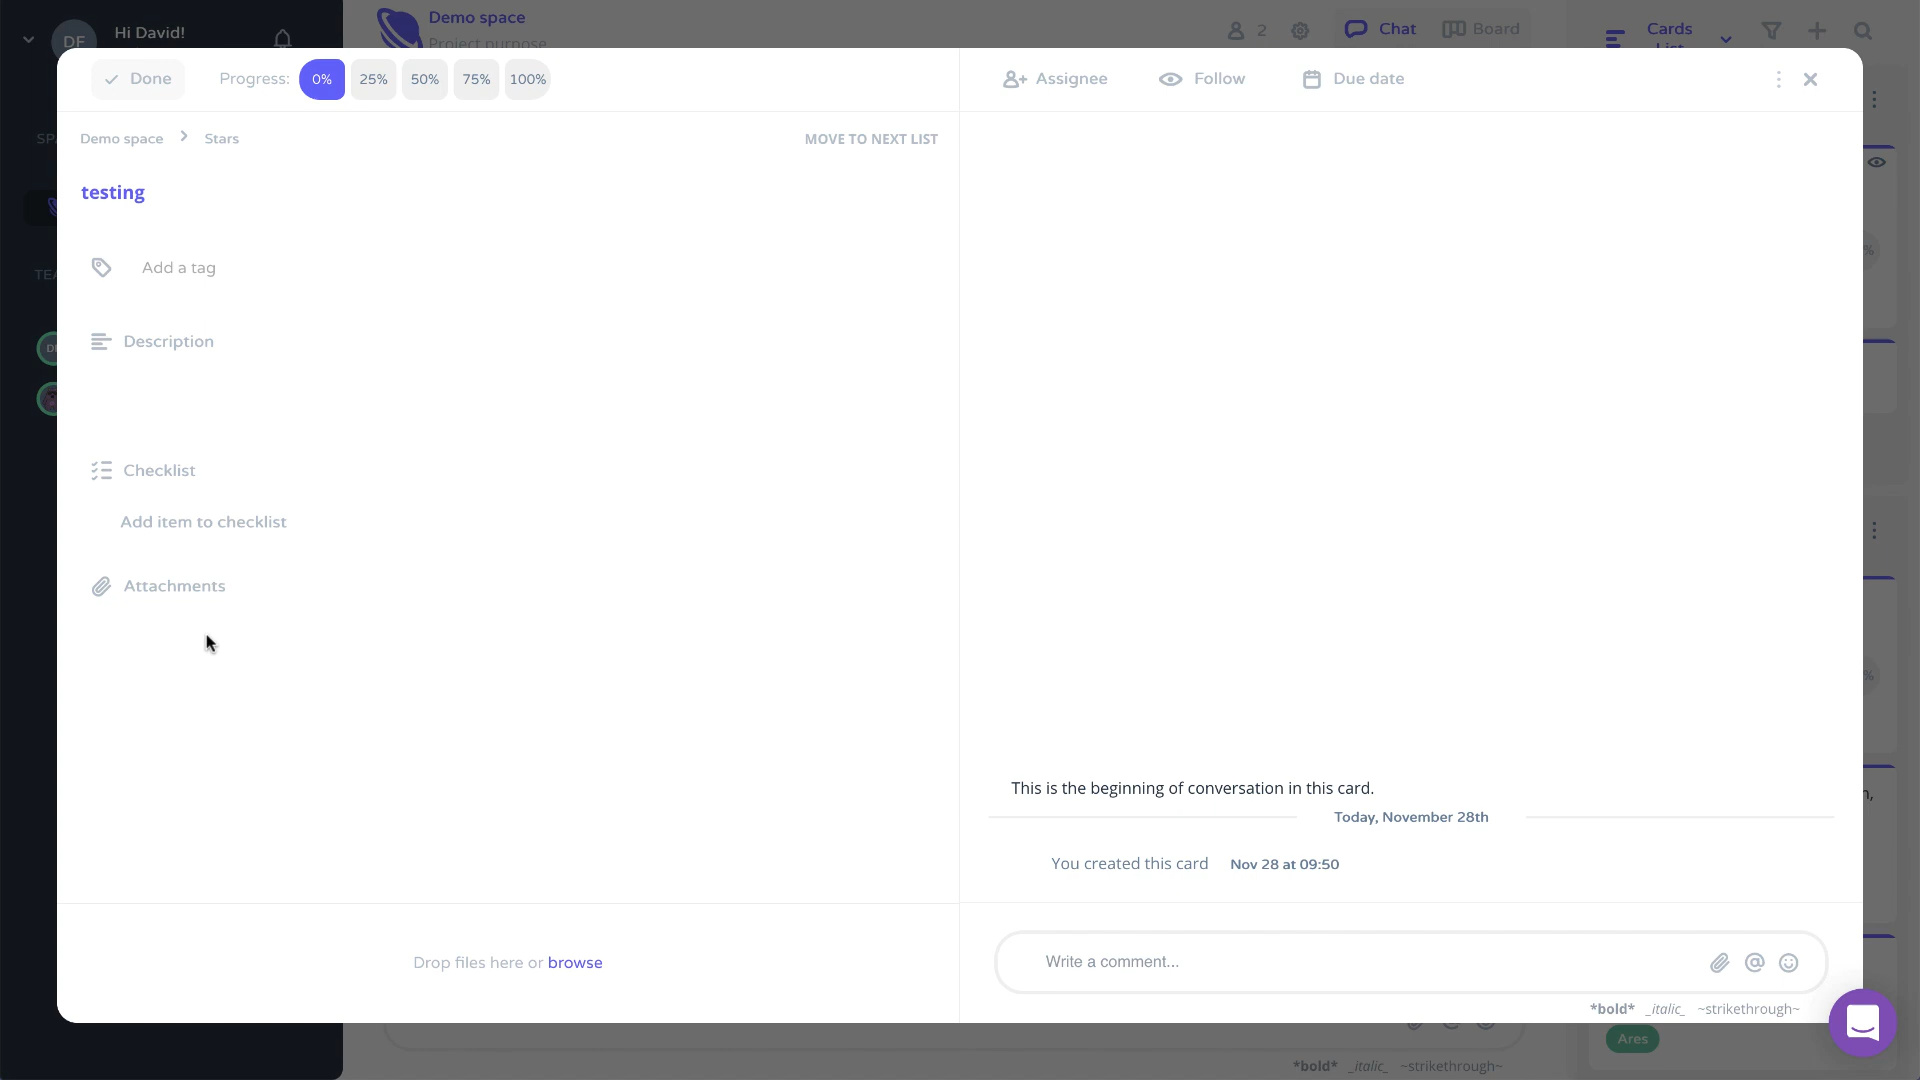 DF
Hi David!
Demo space
Project purpose
2
Chat
Board
Cards
List
Done
Progress:
0%
25%
50%
75%
100%
Assignee
Follow
Due date
Demo space
Stars
MOVE TO NEXT LIST
testing
Add a tag
Description
Checklist
Add item to checklist
Attachments
This is the beginning of conversation in this card.
Today, November 28th
You created this card
Nov 28 at 09:50
Drop files here or browse
Write a comment...
*bold* _italic_ ~strikethrough~
Ares
*bold* _italic_ ~strikethrough~